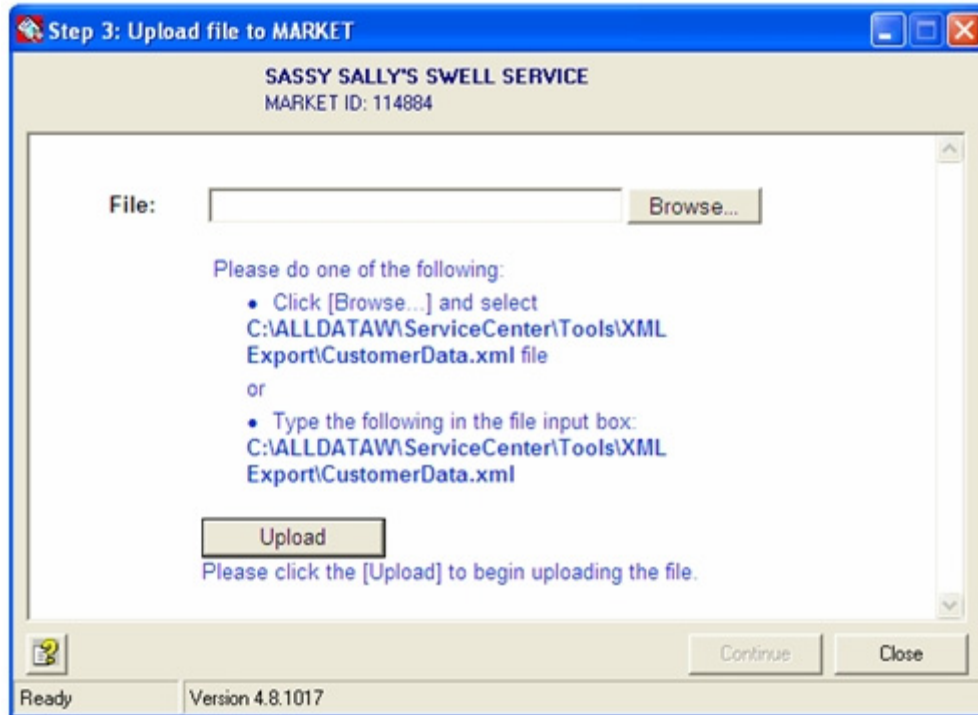 Step 3: Upload file to MARKET
SASSY SALLY'S SWELL SERVICE
MARKET ID: 114884
File:
Browse...
Please do one of the following:
• Click [Browse...] and select
C:\ALLDATAW\ServiceCenter\Tools\XML
Export\CustomerData.xml file
or
• Type the following in the file input box:
C:\ALLDATAW\ServiceCenter\Tools\XML
Export\CustomerData.xml
Upload
Please click the [Upload] to begin uploading the file.
Continue
Close
Ready
Version 4.8.1017